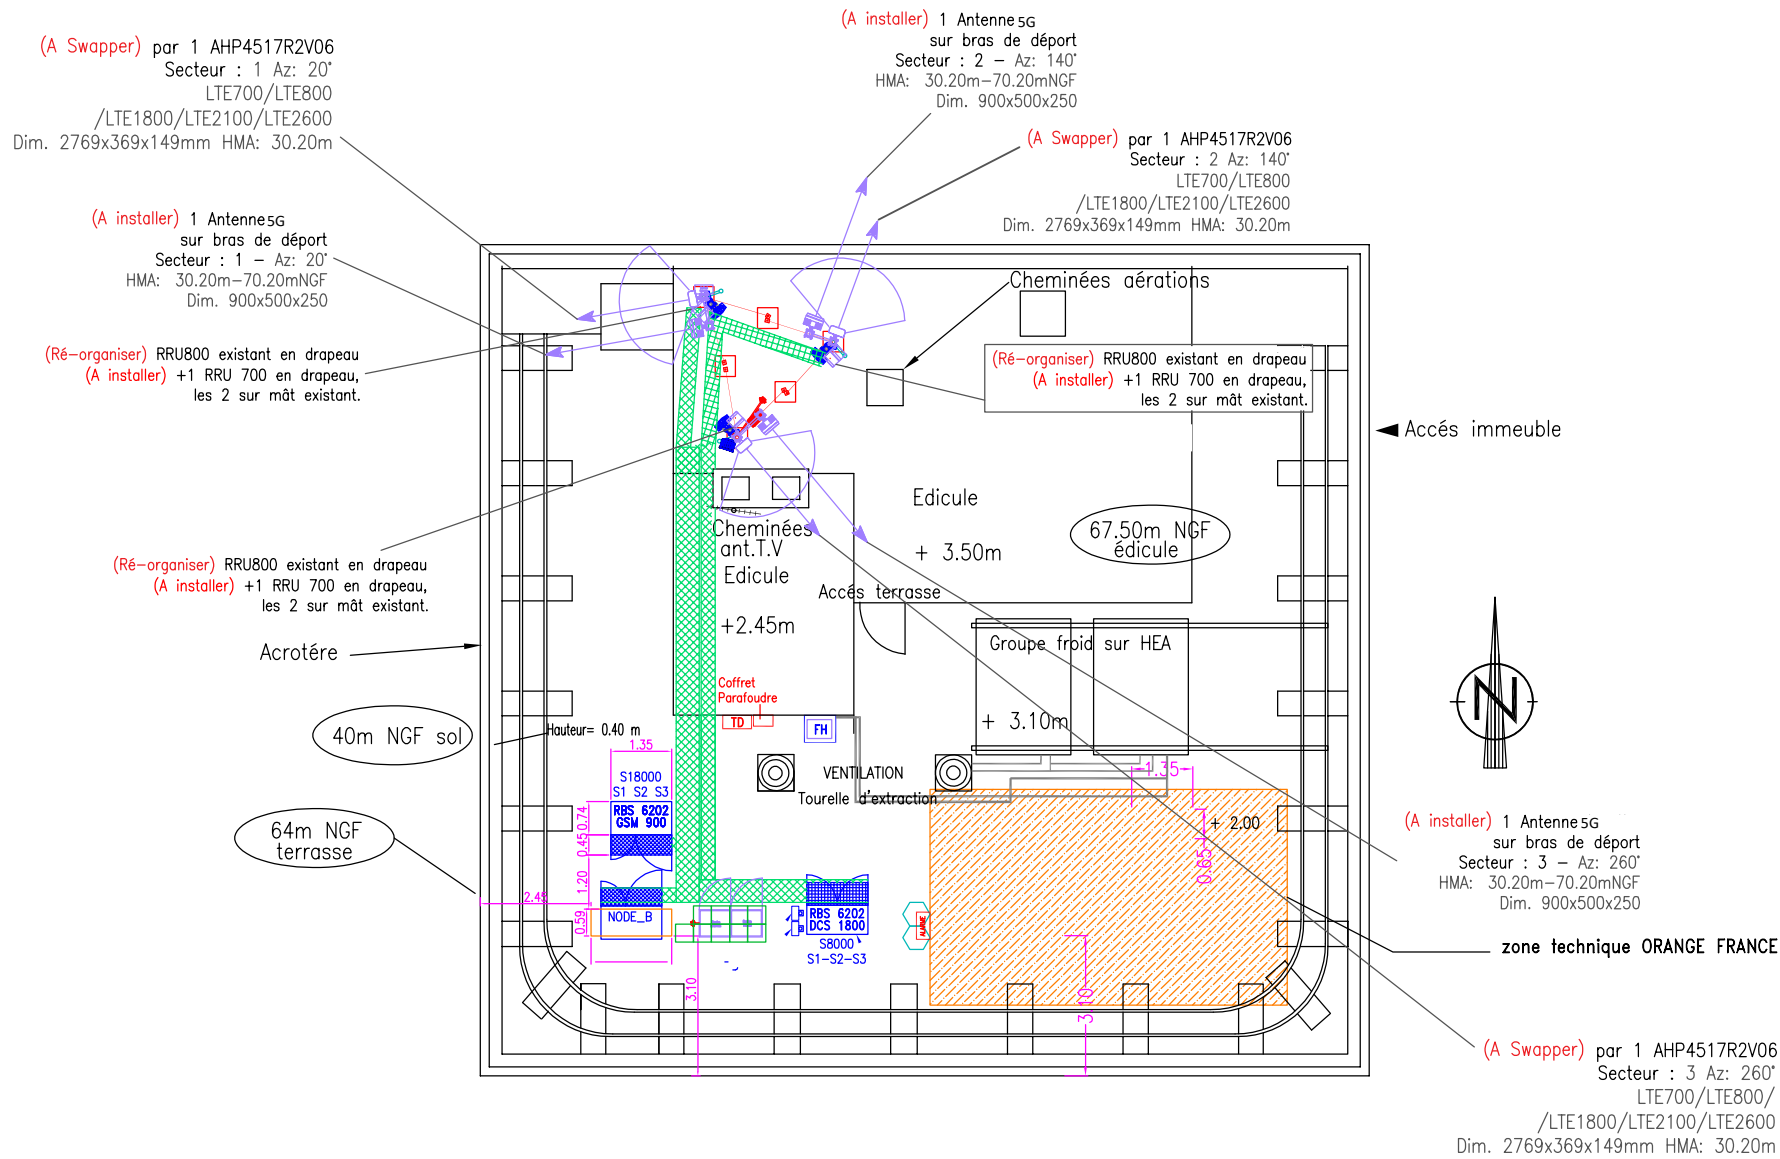 (A Swapper) par 1 AHP4517R2V06
Secteur : 1 Az: 20°
LTE700/LTE800
/LTE1800/LTE2100/LTE2600
Dim. 2769x369x149mm HMA: 30.20m
(A installer) 1 Antenne 5G
sur bras de déport
Secteur : 2 – Az: 140°
HMA: 30.20m–70.20mNGF
Dim. 900x500x250
(A Swapper) par 1 AHP4517R2V06
Secteur : 2 Az: 140°
LTE700/LTE800
/LTE1800/LTE2100/LTE2600
Dim. 2769x369x149mm HMA: 30.20m
(A installer) 1 Antenne 5G
sur bras de déport
Secteur : 1 – Az: 20°
HMA: 30.20m–70.20mNGF
Dim. 900x500x250
Cheminées aérations
(Ré–organiser) RRU800 existant en drapeau
(A installer) +1 RRU 700 en drapeau,
les 2 sur mât existant.
(Ré–organiser) RRU800 existant en drapeau
(A installer) +1 RRU 700 en drapeau,
les 2 sur mât existant.
Accés immeuble
Edicule
+ 3.50m
67.50m NGF
édicule
Cheminées
ant.T.V
Edicule
+2.45m
Accés terrasse
(Ré–organiser) RRU800 existant en drapeau
(A installer) +1 RRU 700 en drapeau,
les 2 sur mât existant.
Acrotére
Groupe froid sur HEA
+ 3.10m
N
Coffret
Parafoudre
TD
FH
40m NGF sol
Hauteur= 0.40 m
1.35
S18000
S1 S2 S3
RBS 6202
GSM 900
0.74
0.45
1.20
0.59
2.45
VENTILATION
Tourelle d'extraction
1.35
+ 2.00
0.65
64m NGF
terrasse
NODE_B
RBS 6202
DCS 1800
S8000
S1–S2–S3
ALARME
3.10
3.10
(A installer) 1 Antenne 5G
sur bras de déport
Secteur : 3 – Az: 260°
HMA: 30.20m–70.20mNGF
Dim. 900x500x250
zone technique ORANGE FRANCE
(A Swapper) par 1 AHP4517R2V06
Secteur : 3 Az: 260°
LTE700/LTE800/
/LTE1800/LTE2100/LTE2600
Dim. 2769x369x149mm HMA: 30.20m